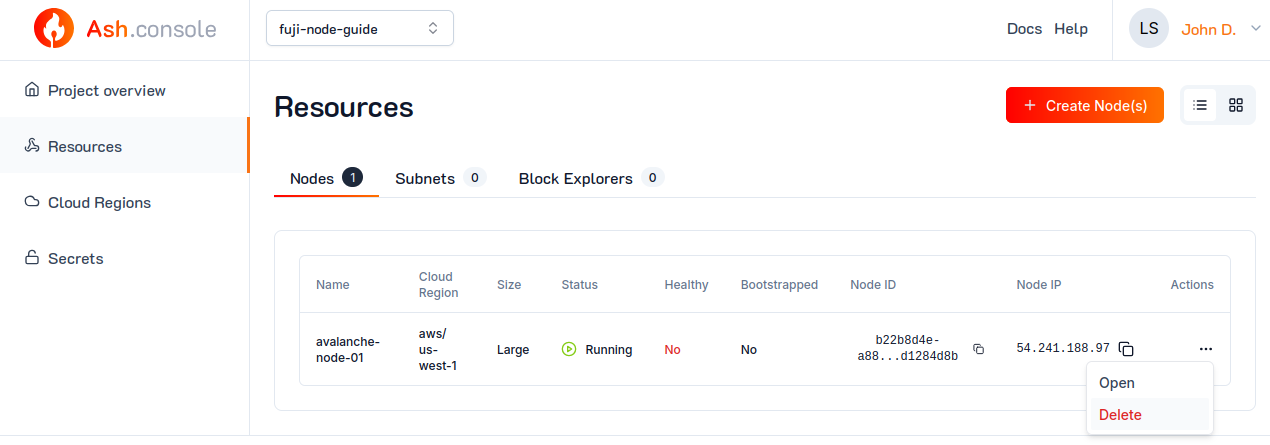 Ash.console
fuji-node-guide
Docs Help
LS
John D.
Project overview
Resources
Cloud Regions
Secrets
Resources
+ Create Node(s)
Nodes 1
Subnets 0
Block Explorers 0
Name
Cloud
Region
Size
Status
Healthy
Bootstrapped
Node ID
Node IP
Actions
avalanche-
node-01
aws/
us-
west-1
Large
Running
No
No
b22b8d4e-
a88...d1284d8b
54.241.188.97
Open
Delete